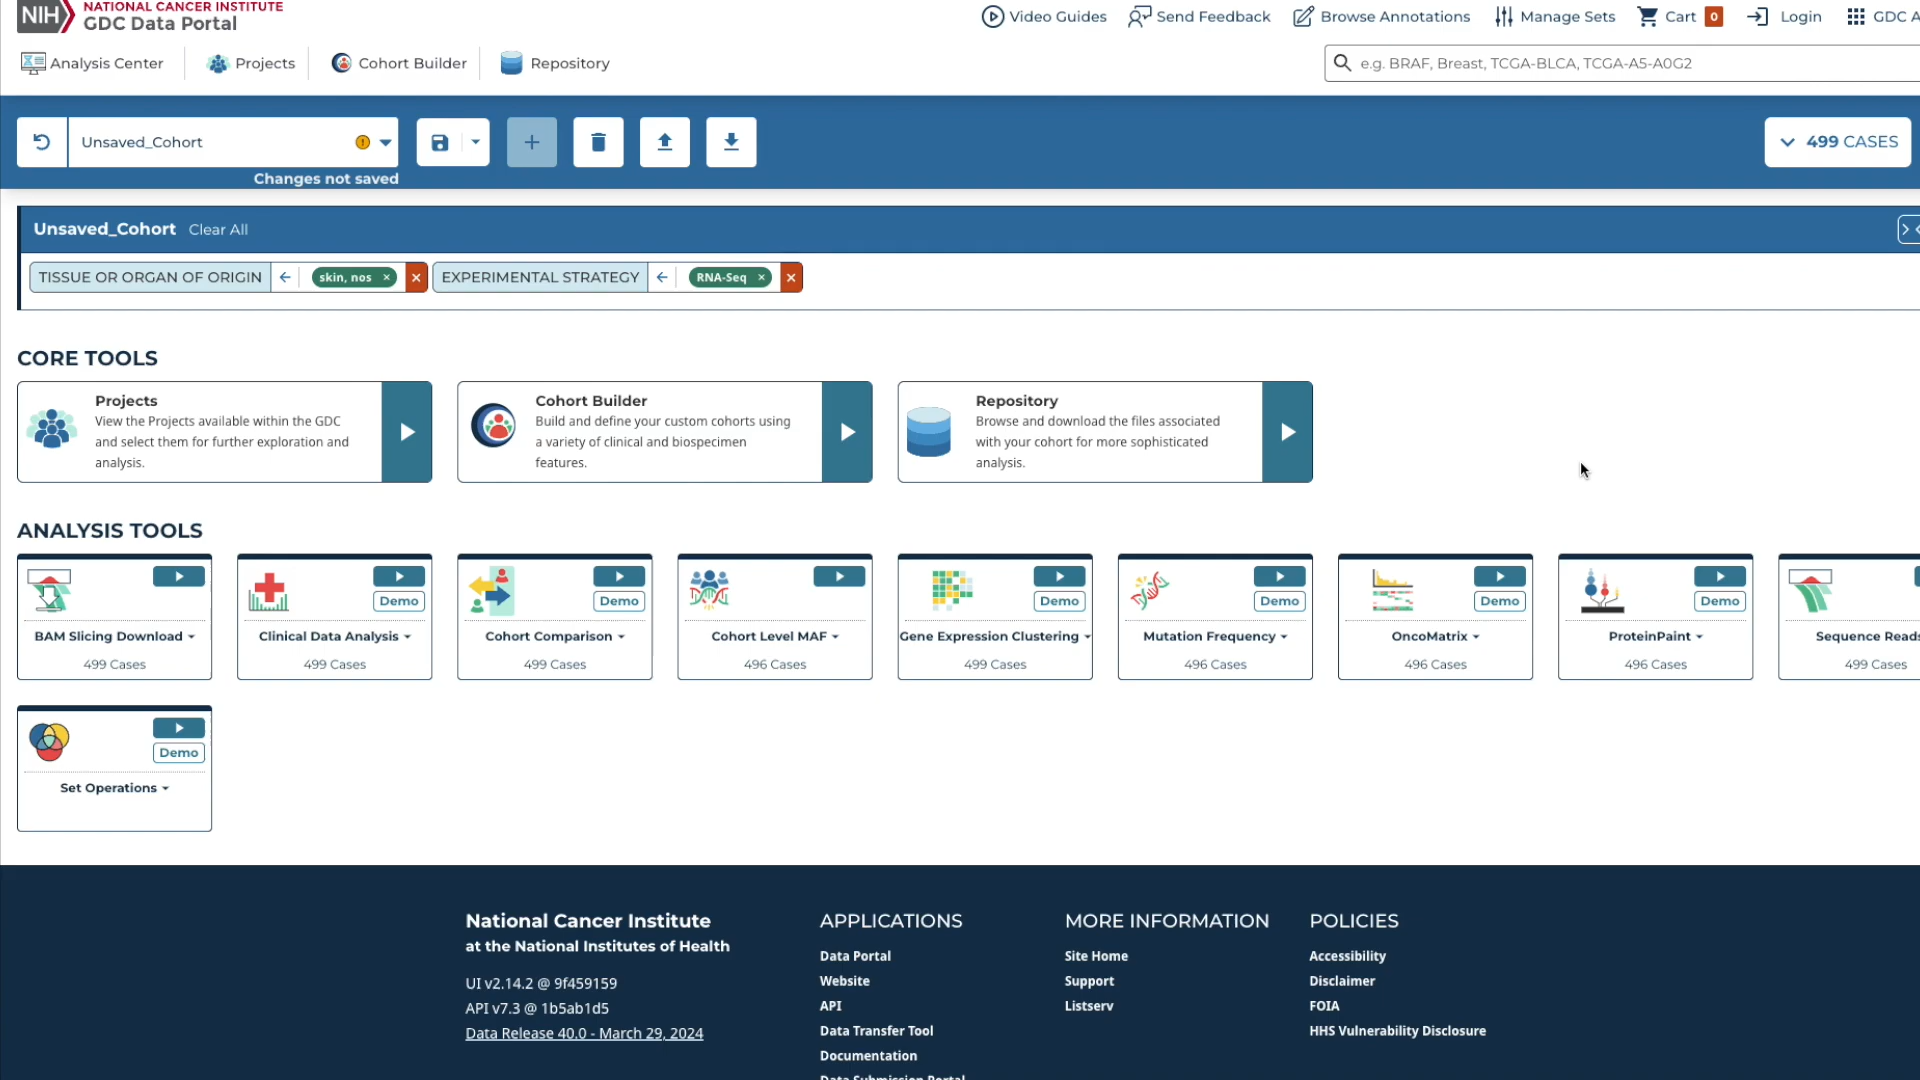 NIH NATIONAL CANCER INSTITUTE
GDC Data Portal
Video Guides
Send Feedback
Browse Annotations
Manage Sets
Cart 0
Login
GDC A
Analysis Center
Projects
Cohort Builder
Repository
e.g. BRAF, Breast, TCGA-BLCA, TCGA-A5-A0G2
Unsaved_Cohort
Changes not saved
499 CASES
Unsaved_Cohort Clear All
TISSUE OR ORGAN OF ORIGIN skin, nos EXPERIMENTAL STRATEGY RNA-Seq
CORE TOOLS
Projects
View the Projects available within the GDC
and select them for further exploration and
analysis.
Cohort Builder
Build and define your custom cohorts using
a variety of clinical and biospecimen
features.
Repository
Browse and download the files associated
with your cohort for more sophisticated
analysis.
ANALYSIS TOOLS
BAM Slicing Download
499 Cases
Demo
Clinical Data Analysis
499 Cases
Demo
Cohort Comparison
499 Cases
Cohort Level MAF
496 Cases
Demo
Gene Expression Clustering
499 Cases
Demo
Mutation Frequency
496 Cases
Demo
OncoMatrix
496 Cases
Demo
ProteinPaint
496 Cases
Sequence Reads
499 Cases
Demo
Set Operations
National Cancer Institute
at the National Institutes of Health
UI v2.14.2 @ 9f459159
API v7.3 @ 1b5ab1d5
Data Release 40.0 - March 29, 2024
APPLICATIONS
Data Portal
Website
API
Data Transfer Tool
Documentation
Data Submission Portal
MORE INFORMATION
Site Home
Support
Listserv
POLICIES
Accessibility
Disclaimer
FOIA
HHS Vulnerability Disclosure